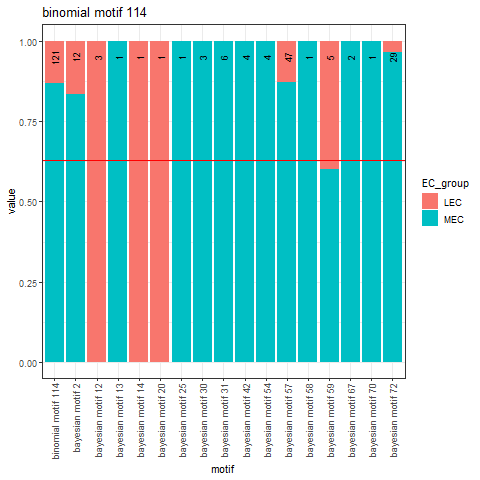 binomial motif 114
1.00
0.75
0.50
0.25
0.00
value
121
12
3
1
1
1
1
3
6
4
4
47
1
5
2
1
29
binomial motif 114
bayesian motif 2
bayesian motif 12
bayesian motif 13
bayesian motif 14
bayesian motif 20
bayesian motif 25
bayesian motif 30
bayesian motif 31
bayesian motif 42
bayesian motif 54
bayesian motif 57
bayesian motif 58
bayesian motif 59
bayesian motif 67
bayesian motif 70
bayesian motif 72
motif
EC_group
LEC
MEC